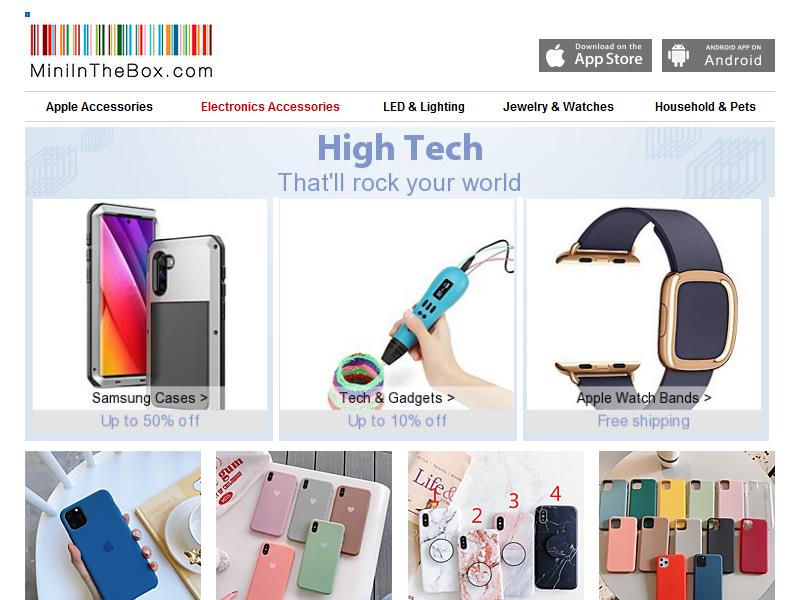 MiniInTheBox.com
Download on the
App Store
ANDROID APP ON
Android
Apple Accessories
Electronics Accessories
LED & Lighting
Jewelry & Watches
Household & Pets
High Tech
That'll rock your world
Samsung Cases >
Tech & Gadgets >
Apple Watch Bands >
Up to 50% off
Up to 10% off
Free shipping
gum
Life
1
2
3
4